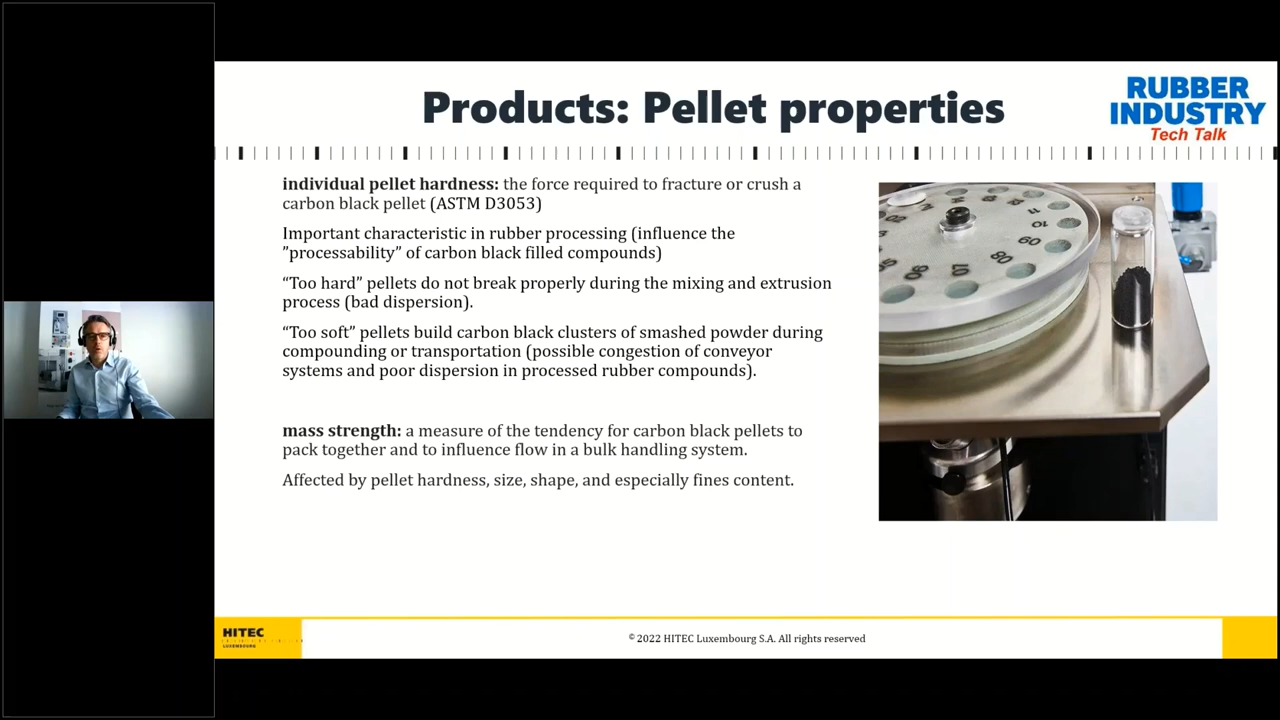 Products: Pellet properties
RUBBER
INDUSTRY
Tech Talk
individual pellet hardness: the force required to fracture or crush a
carbon black pellet (ASTM D3053)
Important characteristic in rubber processing (influence the
”processability” of carbon black filled compounds)
“Too hard” pellets do not break properly during the mixing and extrusion
process (bad dispersion).
“Too soft” pellets build carbon black clusters of smashed powder during
compounding or transportation (possible congestion of conveyor
systems and poor dispersion in processed rubber compounds).
mass strength: a measure of the tendency for carbon black pellets to
pack together and to influence flow in a bulk handling system.
Affected by pellet hardness, size, shape, and especially fines content.
11
10
09
08
07
06
HITEC
LUXEMBOURG
© 2022 HITEC Luxembourg S.A. All rights reserved